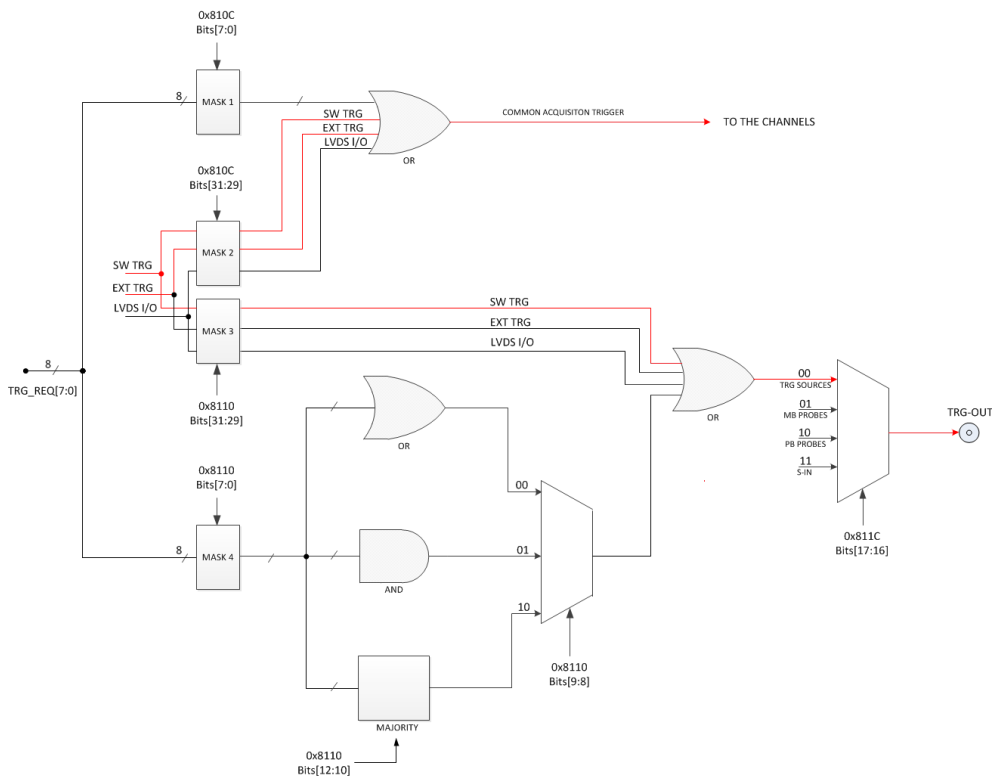 0x810C
Bits[7:0]
8
MASK 1
SW TRG
EXT TRG
LVDS I/O
OR
COMMON ACQUISITON TRIGGER
TO THE CHANNELS
0x810C
Bits[31:29]
MASK 2
SW TRG
EXT TRG
LVDS I/O
MASK 3
SW TRG
EXT TRG
LVDS I/O
8
TRG_REQ[7:0]
0x8110
Bits[31:29]
OR
OR
00
TRG SOURCES
01
MB PROBES
10
PB PROBES
11
S-IN
TRG-OUT
0x811C
Bits[17:16]
0x8110
Bits[7:0]
8
MASK 4
AND
00
01
10
0x8110
Bits[9:8]
MAJORITY
0x8110
Bits[12:10]